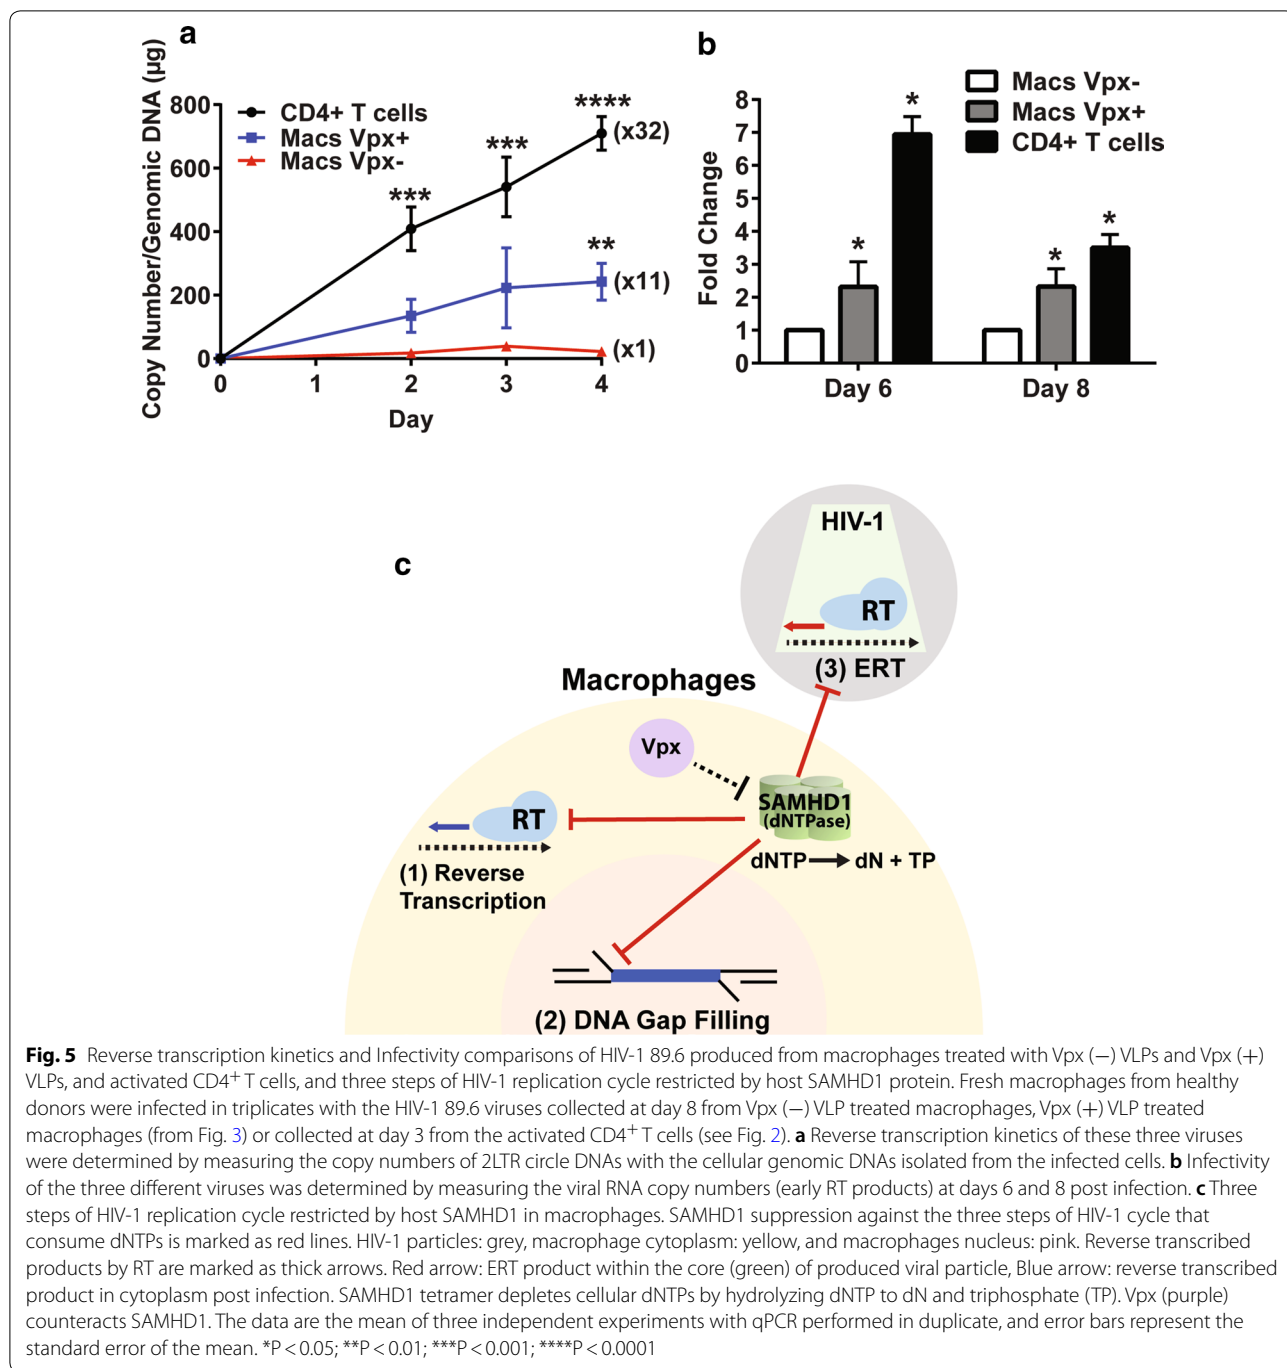 a
Copy Number/Genomic DNA (µg)
800
600
400
200
0
CD4+ T cells
Macs Vpx+
Macs Vpx-
***
***
****
**
(x32)
(x11)
(x1)
0 1 2 3 4
Day
b
Fold Change
8
7
6
5
4
3
2
1
0
Macs Vpx-
Macs Vpx+
CD4+ T cells
* *
* *
Day 6 Day 8
c
HIV-1
RT
(3) ERT
Macrophages
Vpx
SAMHD1
(dNTPase)
dNTP dN + TP
RT
(1) Reverse
Transcription
(2) DNA Gap Filling
Fig. 5 Reverse transcription kinetics and Infectivity comparisons of HIV-1 89.6 produced from macrophages treated with Vpx (−) VLPs and Vpx (+)
VLPs, and activated CD4+ T cells, and three steps of HIV-1 replication cycle restricted by host SAMHD1 protein. Fresh macrophages from healthy
donors were infected in triplicates with the HIV-1 89.6 viruses collected at day 8 from Vpx (−) VLP treated macrophages, Vpx (+) VLP treated
macrophages (from Fig. 3) or collected at day 3 from the activated CD4+ T cells (see Fig. 2). a Reverse transcription kinetics of these three viruses
were determined by measuring the copy numbers of 2LTR circle DNAs with the cellular genomic DNAs isolated from the infected cells. b Infectivity
of the three different viruses was determined by measuring the viral RNA copy numbers (early RT products) at days 6 and 8 post infection. c Three
steps of HIV-1 replication cycle restricted by host SAMHD1 in macrophages. SAMHD1 suppression against the three steps of HIV-1 cycle that
consume dNTPs is marked as red lines. HIV-1 particles: grey, macrophage cytoplasm: yellow, and macrophages nucleus: pink. Reverse transcribed
products by RT are marked as thick arrows. Red arrow: ERT product within the core (green) of produced viral particle, Blue arrow: reverse transcribed
product in cytoplasm post infection. SAMHD1 tetramer depletes cellular dNTPs by hydrolyzing dNTP to dN and triphosphate (TP). Vpx (purple)
counteracts SAMHD1. The data are the mean of three independent experiments with qPCR performed in duplicate, and error bars represent the
standard error of the mean. *P < 0.05; **P < 0.01; ***P < 0.001; ****P < 0.0001